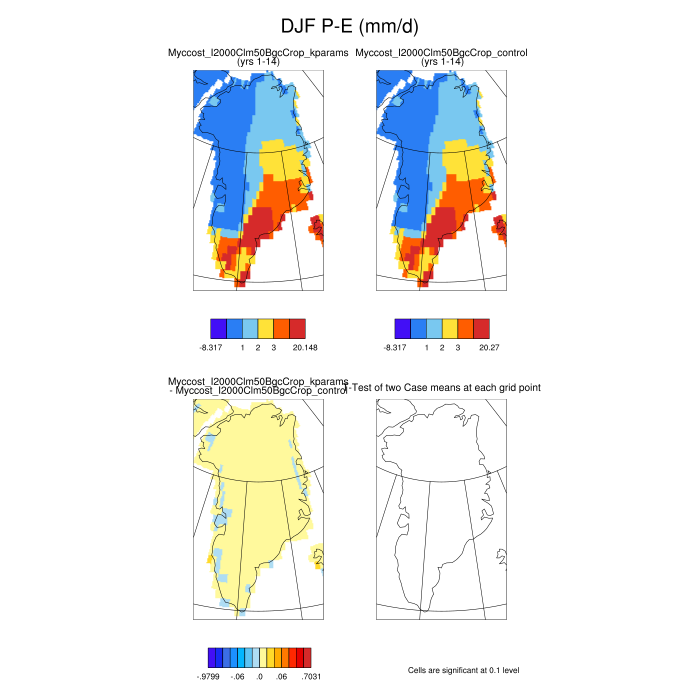 DJF P-E (mm/d)
Myccost_I2000Clm50BgcCrop_kparams
(yrs 1-14)
Myccost_I2000Clm50BgcCrop_control
(yrs 1-14)
-8.317 1 2 3 20.148
-8.317 1 2 3 20.27
Myccost_I2000Clm50BgcCrop_kparams
- Myccost_I2000Clm50BgcCrop_control
T-Test of two Case means at each grid point
-.9799 -.06 .0 .06 .7031
Cells are significant at 0.1 level